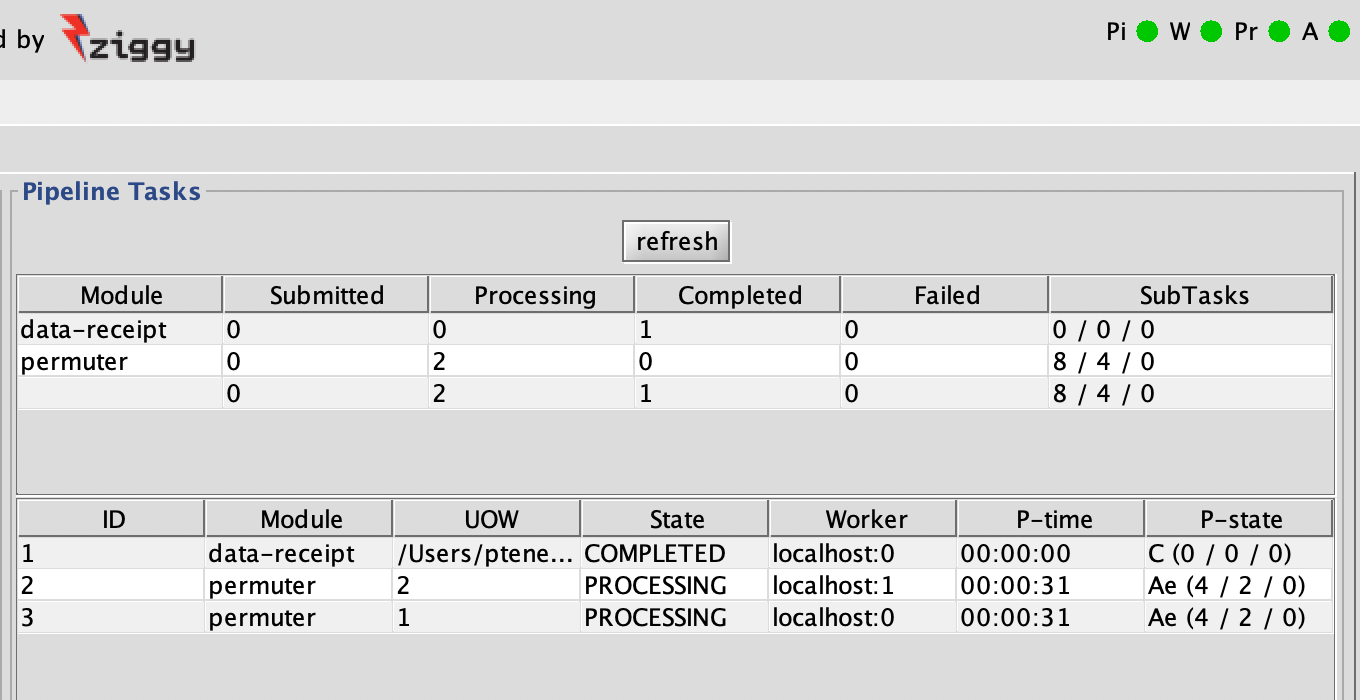 d by ziggy Pi W Pr A
Pipeline Tasks
refresh
Module Submitted Processing Completed Failed SubTasks
data-receipt 0 0 1 0 0 / 0 / 0
permuter 0 2 0 0 8 / 4 / 0
0 2 1 0 8 / 4 / 0
ID Module UOW State Worker P-time P-state
1 data-receipt /Users/ptene... COMPLETED localhost:0 00:00:00 C (0 / 0 / 0)
2 permuter 2 PROCESSING localhost:1 00:00:31 Ae (4 / 2 / 0)
3 permuter 1 PROCESSING localhost:0 00:00:31 Ae (4 / 2 / 0)